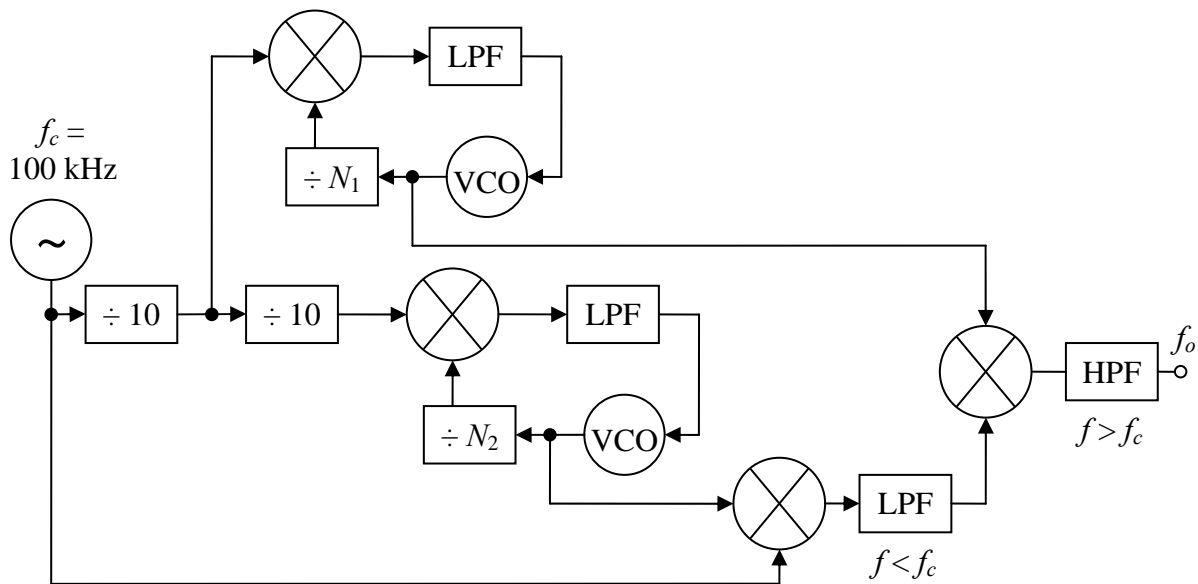 LPF
f_c =
100 kHz
÷ N₁
VCO
~
÷ 10
÷ 10
LPF
f_o
HPF
÷ N₂
VCO
f > f_c
LPF
f < f_c